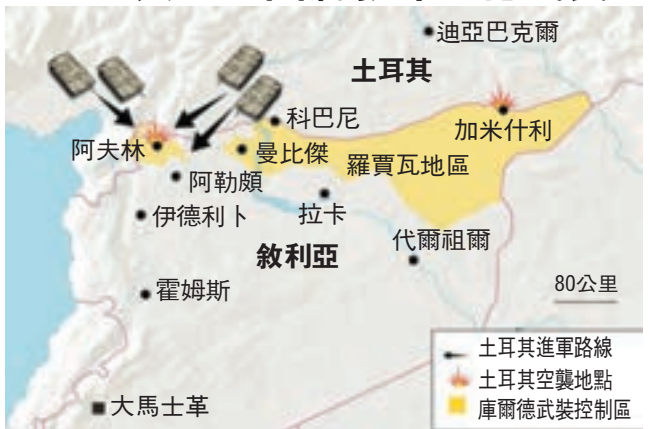 迪亞巴克爾
土耳其
科巴尼
加米什利
阿夫林
曼比傑
羅賈瓦地區
阿勒頗
伊德利卜
拉卡
代爾祖爾
敘利亞
霍姆斯
80公里
土耳其進軍路線
土耳其空襲地點
庫爾德武裝控制區
大馬士革